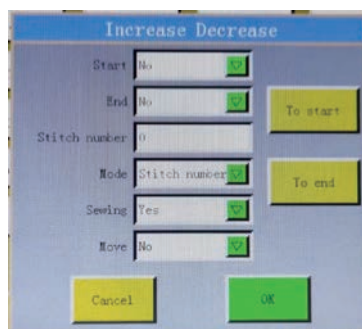 Increase Decrease
Start No
End No
To start
Stitch number 0
Mode Stitch number
To end
Sewing Yes
Move No
Cancel OK